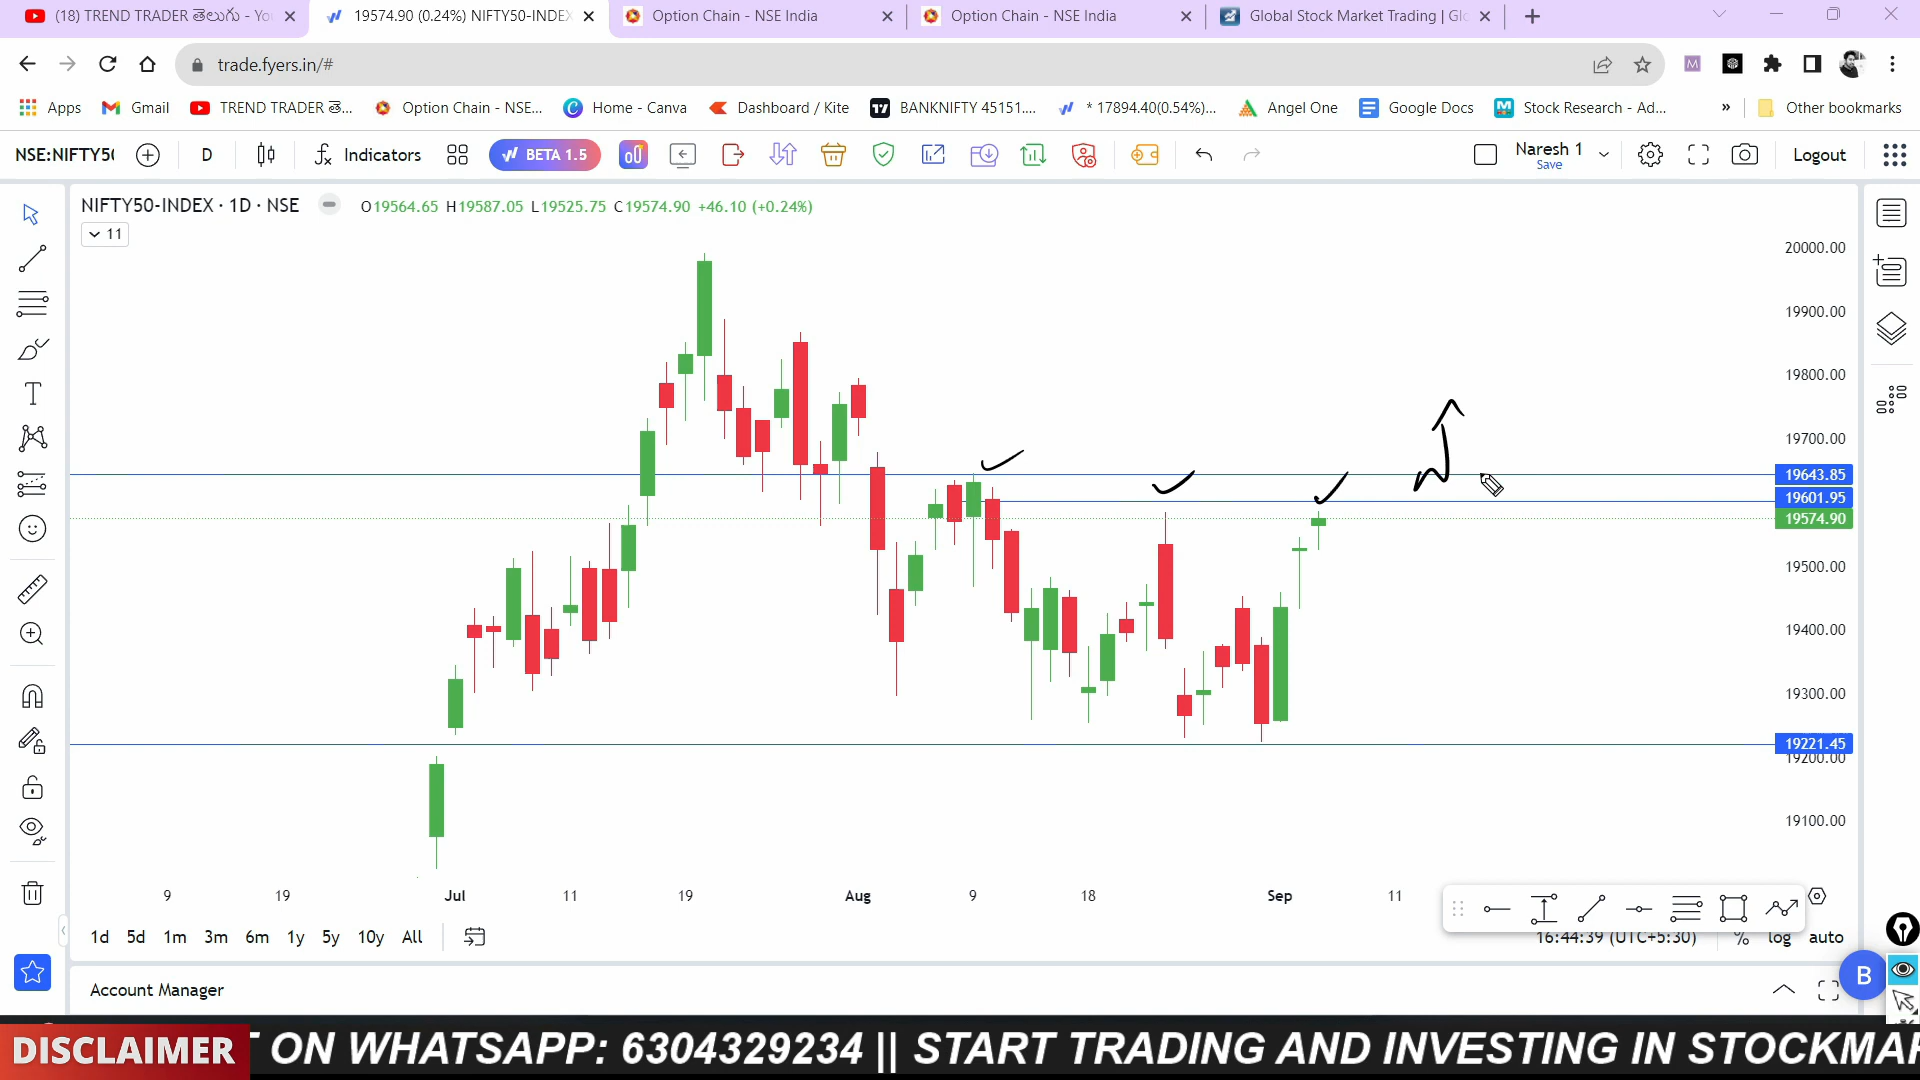 (18) TREND TRADER తెలుగు - Yo
19574.90 (0.24%) NIFTY50-INDEX
Option Chain - NSE India
Option Chain - NSE India
Global Stock Market Trading | Glo
trade.fyers.in/#
Apps
Gmail
TREND TRADER తె...
Option Chain - NSE...
Home - Canva
Dashboard / Kite
BANKNIFTY 45151....
* 17894.40(0.54%)...
Angel One
Google Docs
Stock Research - Ad...
»
Other bookmarks
NSE:NIFTY50
D
Indicators
BETA 1.5
Naresh 1
Save
Logout
NIFTY50-INDEX · 1D · NSE
O19564.65 H19587.05 L19525.75 C19574.90 +46.10 (+0.24%)
11
20000.00
19900.00
19800.00
19700.00
19643.85
19601.95
19574.90
19500.00
19400.00
19300.00
19221.45
19200.00
19100.00
9
19
Jul
11
19
Aug
9
18
Sep
11
1d
5d
1m
3m
6m
1y
5y
10y
All
16:44:39 (UTC+5:30)
%
log
auto
Account Manager
B
DISCLAIMER
T ON WHATSAPP: 6304329234 || START TRADING AND INVESTING IN STOCKMAR